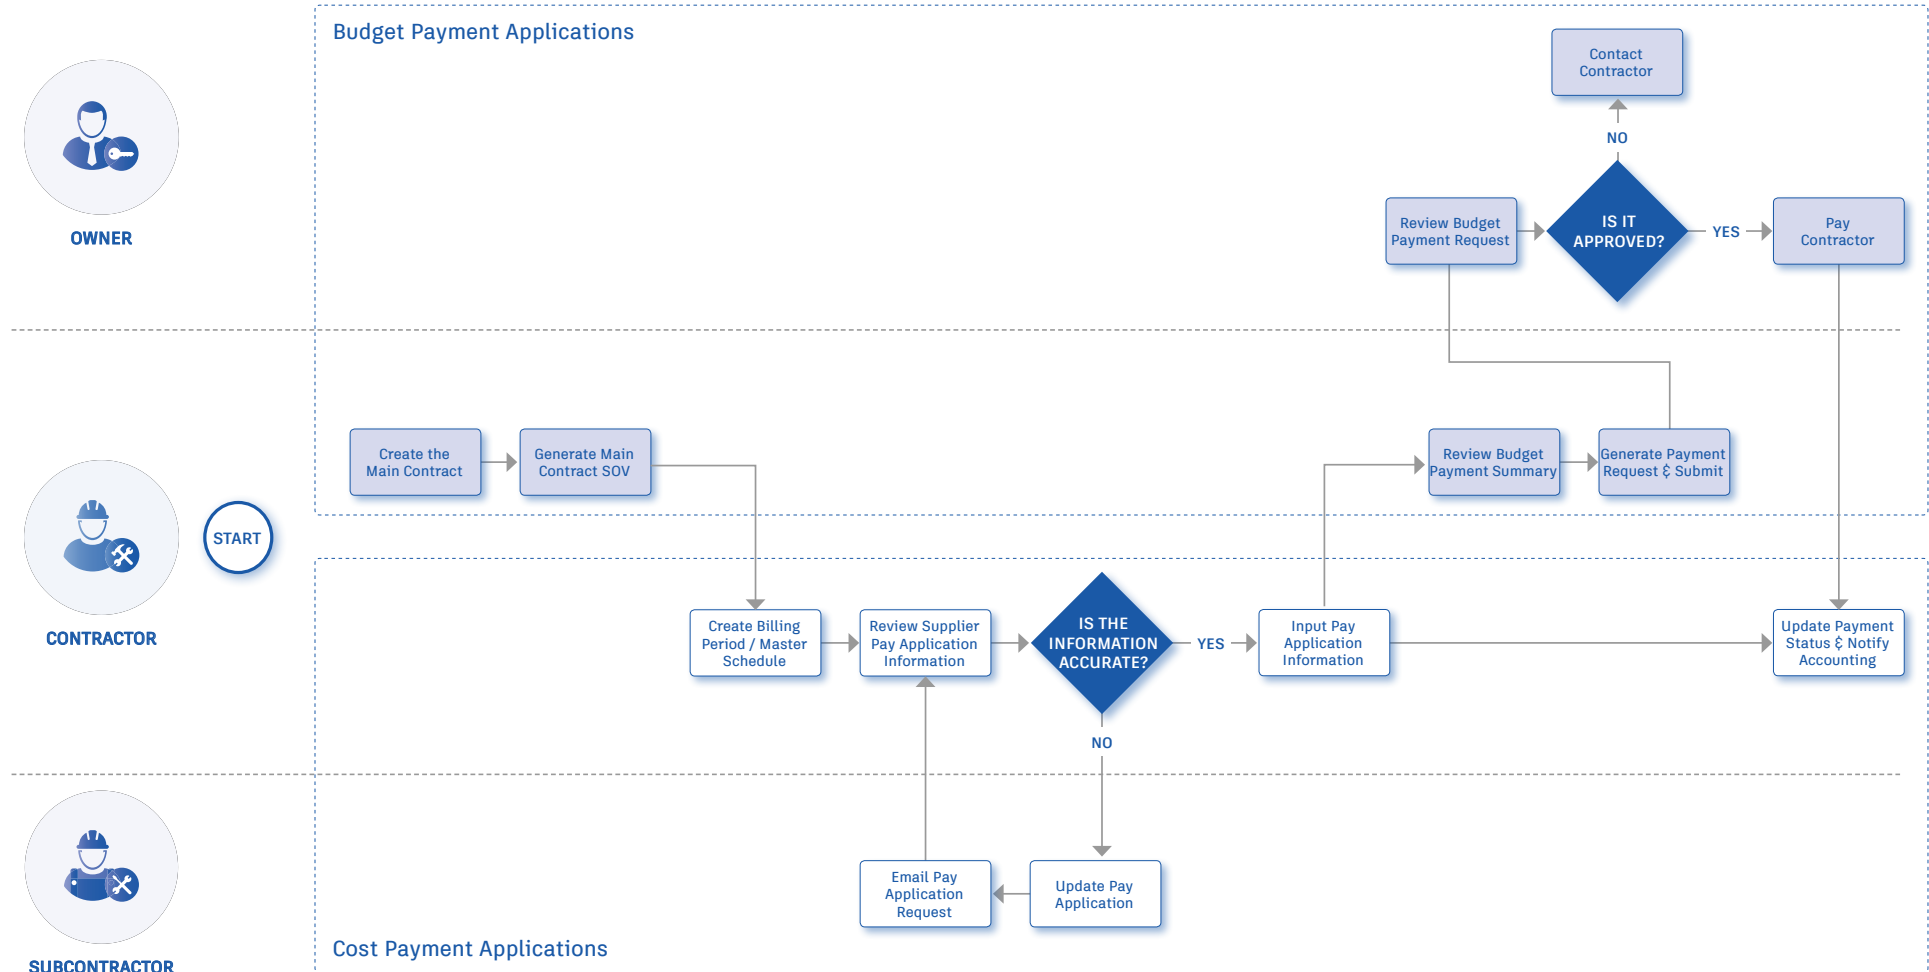 Budget Payment Applications
Contact
Contractor
NO
OWNER
Review Budget
Payment Request
IS IT
APPROVED?
YES
Pay
Contractor
Create the
Main Contract
Generate Main
Contract SOV
Review Budget
Payment Summary
Generate Payment
Request & Submit
START
CONTRACTOR
Create Billing
Period / Master
Schedule
Review Supplier
Pay Application
Information
IS THE
INFORMATION
ACCURATE?
YES
Input Pay
Application
Information
Update Payment
Status & Notify
Accounting
NO
Email Pay
Application
Request
Update Pay
Application
Cost Payment Applications
SUBCONTRACTOR